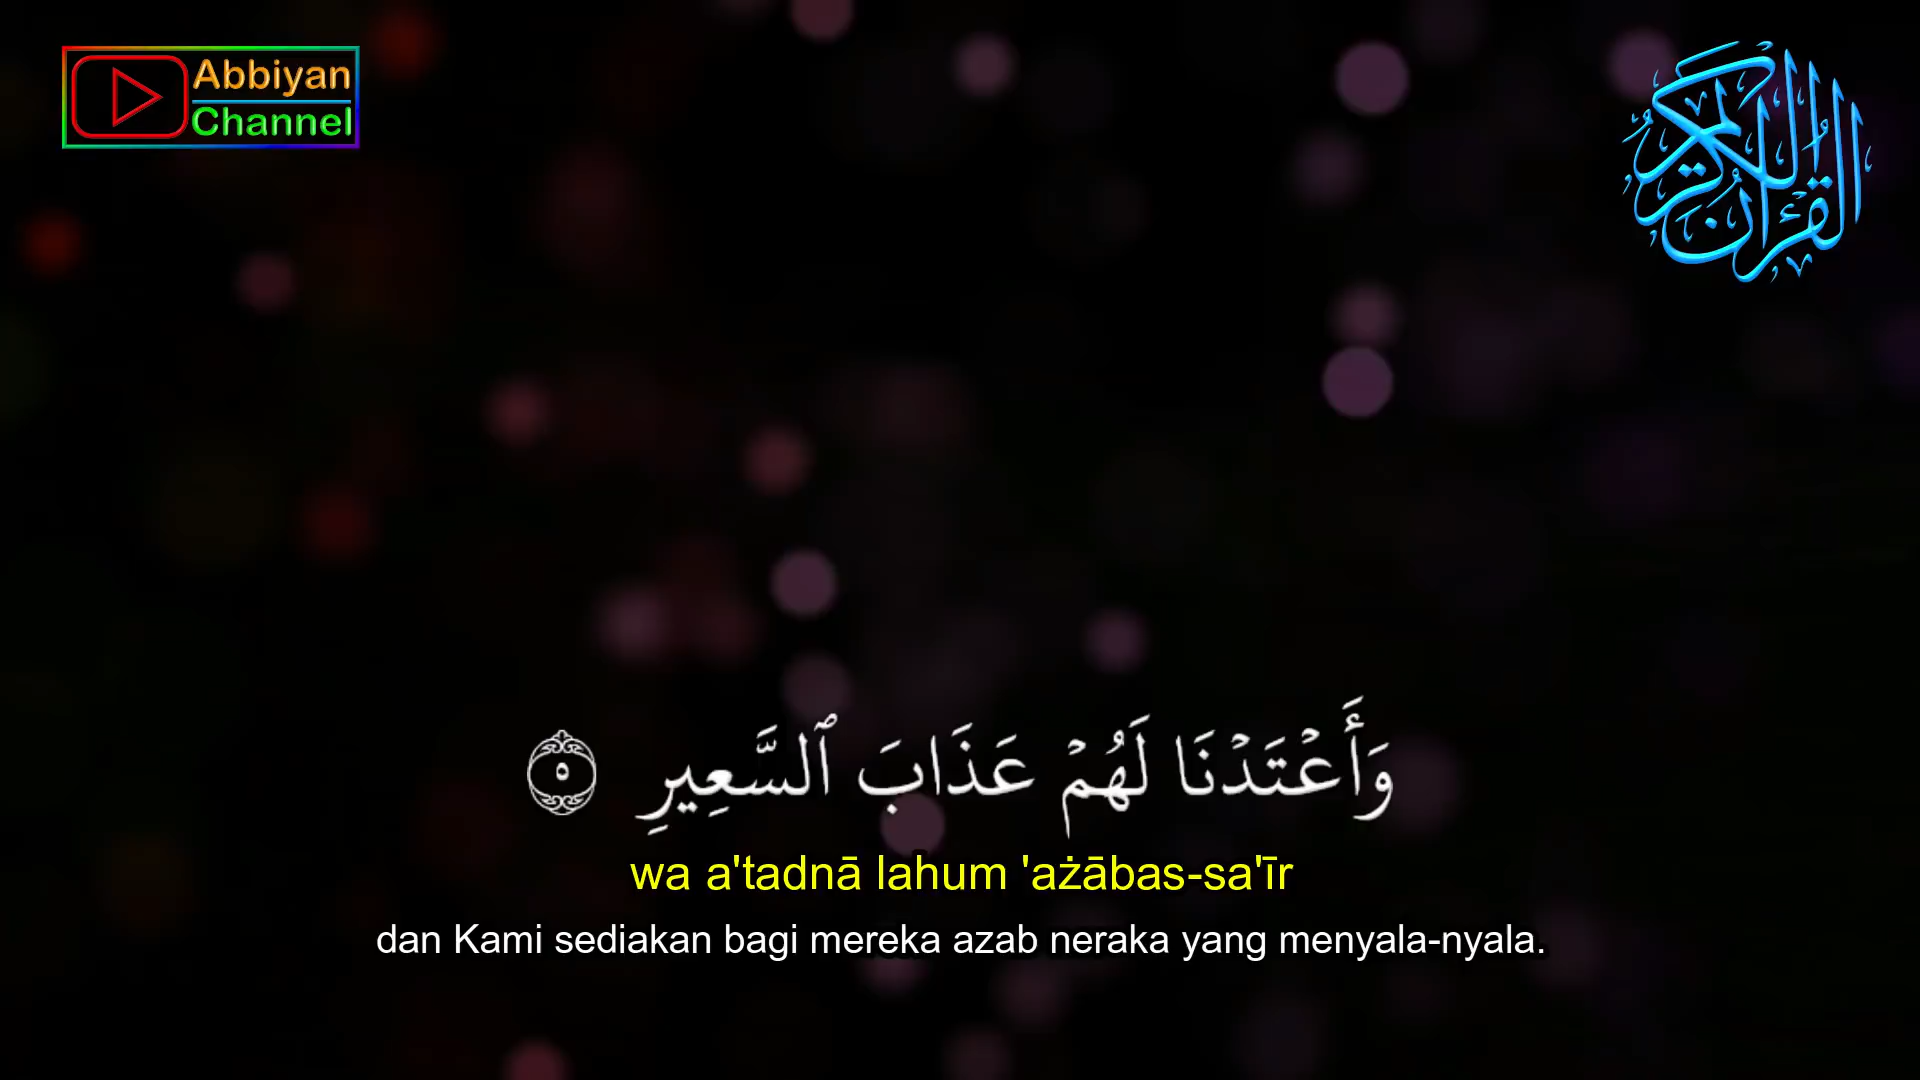 Abbiyan
Channel
القرآن الكريم
وَأَعۡتَدۡنَا لَهُمۡ عَذَابَ ٱلسَّعِيرِ ٥
wa a'tadnā lahum 'ażābas-sa'īr
dan Kami sediakan bagi mereka azab neraka yang menyala-nyala.